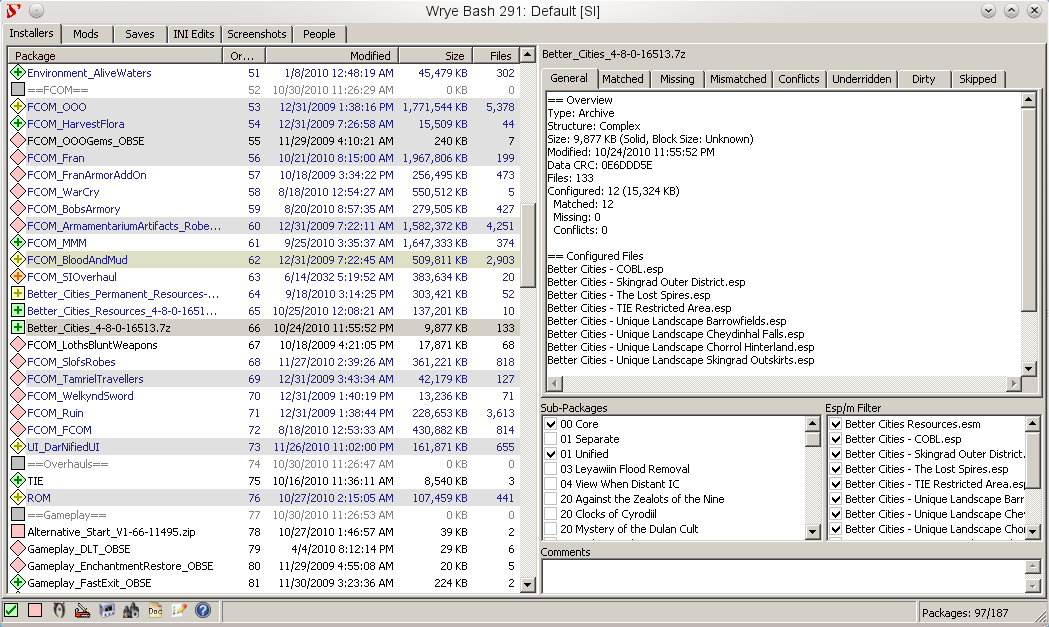 Wrye Bash 291: Default [SI]
Installers Mods Saves INI Edits Screenshots People
Package Or... Modified Size Files
Environment_AliveWaters 51 1/8/2010 12:48:19 AM 45,479 KB 302
==FCOM== 52 10/30/2010 11:26:29 AM 0 KB 0
FCOM_OOO 53 12/31/2009 1:38:16 PM 1,771,544 KB 5,378
FCOM_HarvestFlora 54 12/31/2009 7:26:58 AM 15,509 KB 44
FCOM_OOOGems_OBSE 55 11/29/2009 4:10:21 AM 240 KB 7
FCOM_Fran 56 10/21/2010 8:15:00 AM 1,967,806 KB 199
FCOM_FranArmorAddOn 57 10/18/2009 3:34:22 PM 256,495 KB 473
FCOM_WarCry 58 8/18/2010 12:54:27 AM 550,512 KB 5
FCOM_BobsArmory 59 8/20/2010 8:57:35 AM 279,505 KB 427
FCOM_ArmamentariumArtifacts_Robe... 60 12/31/2009 7:22:11 AM 1,582,372 KB 4,251
FCOM_MMM 61 9/25/2010 3:35:37 AM 1,647,333 KB 374
FCOM_BloodAndMud 62 12/31/2009 7:22:45 AM 509,811 KB 2,903
FCOM_SIOverhaul 63 6/14/2032 5:19:52 AM 383,634 KB 20
Better_Cities_Permanent_Resources-... 64 9/18/2010 3:14:25 PM 303,421 KB 52
Better_Cities_Resources_4-8-0-1651... 65 10/25/2010 12:08:21 AM 137,201 KB 10
Better_Cities_4-8-0-16513.7z 66 10/24/2010 11:55:52 PM 9,877 KB 133
FCOM_LothsBluntWeapons 67 10/18/2009 4:21:05 PM 17,871 KB 68
FCOM_SlofsRobes 68 11/27/2010 2:39:26 AM 361,221 KB 818
FCOM_TamrielTravellers 69 12/31/2009 3:43:34 AM 42,179 KB 127
FCOM_WelkyndSword 70 12/31/2009 1:40:19 PM 13,236 KB 71
FCOM_Ruin 71 12/31/2009 1:38:44 PM 228,653 KB 3,613
FCOM_FCOM 72 8/18/2010 12:53:33 AM 430,882 KB 814
UI_DarNifiedUI 73 11/26/2010 11:02:00 PM 161,871 KB 655
==Overhauls== 74 10/30/2010 11:26:47 AM 0 KB 0
TIE 75 10/16/2010 11:36:11 AM 8,540 KB 3
ROM 76 10/27/2010 2:15:05 AM 107,459 KB 441
==Gameplay== 77 10/30/2010 11:26:53 AM 0 KB 0
Alternative_Start_V1-66-11495.zip 78 10/27/2010 1:46:57 AM 39 KB 2
Gameplay_DLT_OBSE 79 4/4/2010 8:12:14 PM 29 KB 6
Gameplay_EnchantmentRestore_OBSE 80 11/29/2009 4:55:08 AM 20 KB 5
Gameplay_FastExit_OBSE 81 11/30/2009 3:23:36 AM 224 KB 2
Better_Cities_4-8-0-16513.7z
General Matched Missing Mismatched Conflicts Underridden Dirty Skipped
== Overview
Type: Archive
Structure: Complex
Size: 9,877 KB (Solid, Block Size: Unknown)
Modified: 10/24/2010 11:55:52 PM
Data CRC: 0E6DDD5E
Files: 133
Configured: 12 (15,324 KB)
Matched: 12
Missing: 0
Conflicts: 0
== Configured Files
Better Cities - COBL.esp
Better Cities - Skingrad Outer District.esp
Better Cities - The Lost Spires.esp
Better Cities - TIE Restricted Area.esp
Better Cities - Unique Landscape Barrowfields.esp
Better Cities - Unique Landscape Cheydinhal Falls.esp
Better Cities - Unique Landscape Chorrol Hinterland.esp
Better Cities - Unique Landscape Skingrad Outskirts.esp
Sub-Packages
00 Core
01 Separate
01 Unified
03 Leyawiin Flood Removal
04 View When Distant IC
20 Against the Zealots of the Nine
20 Clocks of Cyrodiil
20 Mystery of the Dulan Cult
Esp/m Filter
Better Cities Resources.esm
Better Cities - COBL.esp
Better Cities - Skingrad Outer District.
Better Cities - The Lost Spires.esp
Better Cities - TIE Restricted Area.esp
Better Cities - Unique Landscape Barr
Better Cities - Unique Landscape Chey
Better Cities - Unique Landscape Chor
Comments
Doc
Packages: 97/187